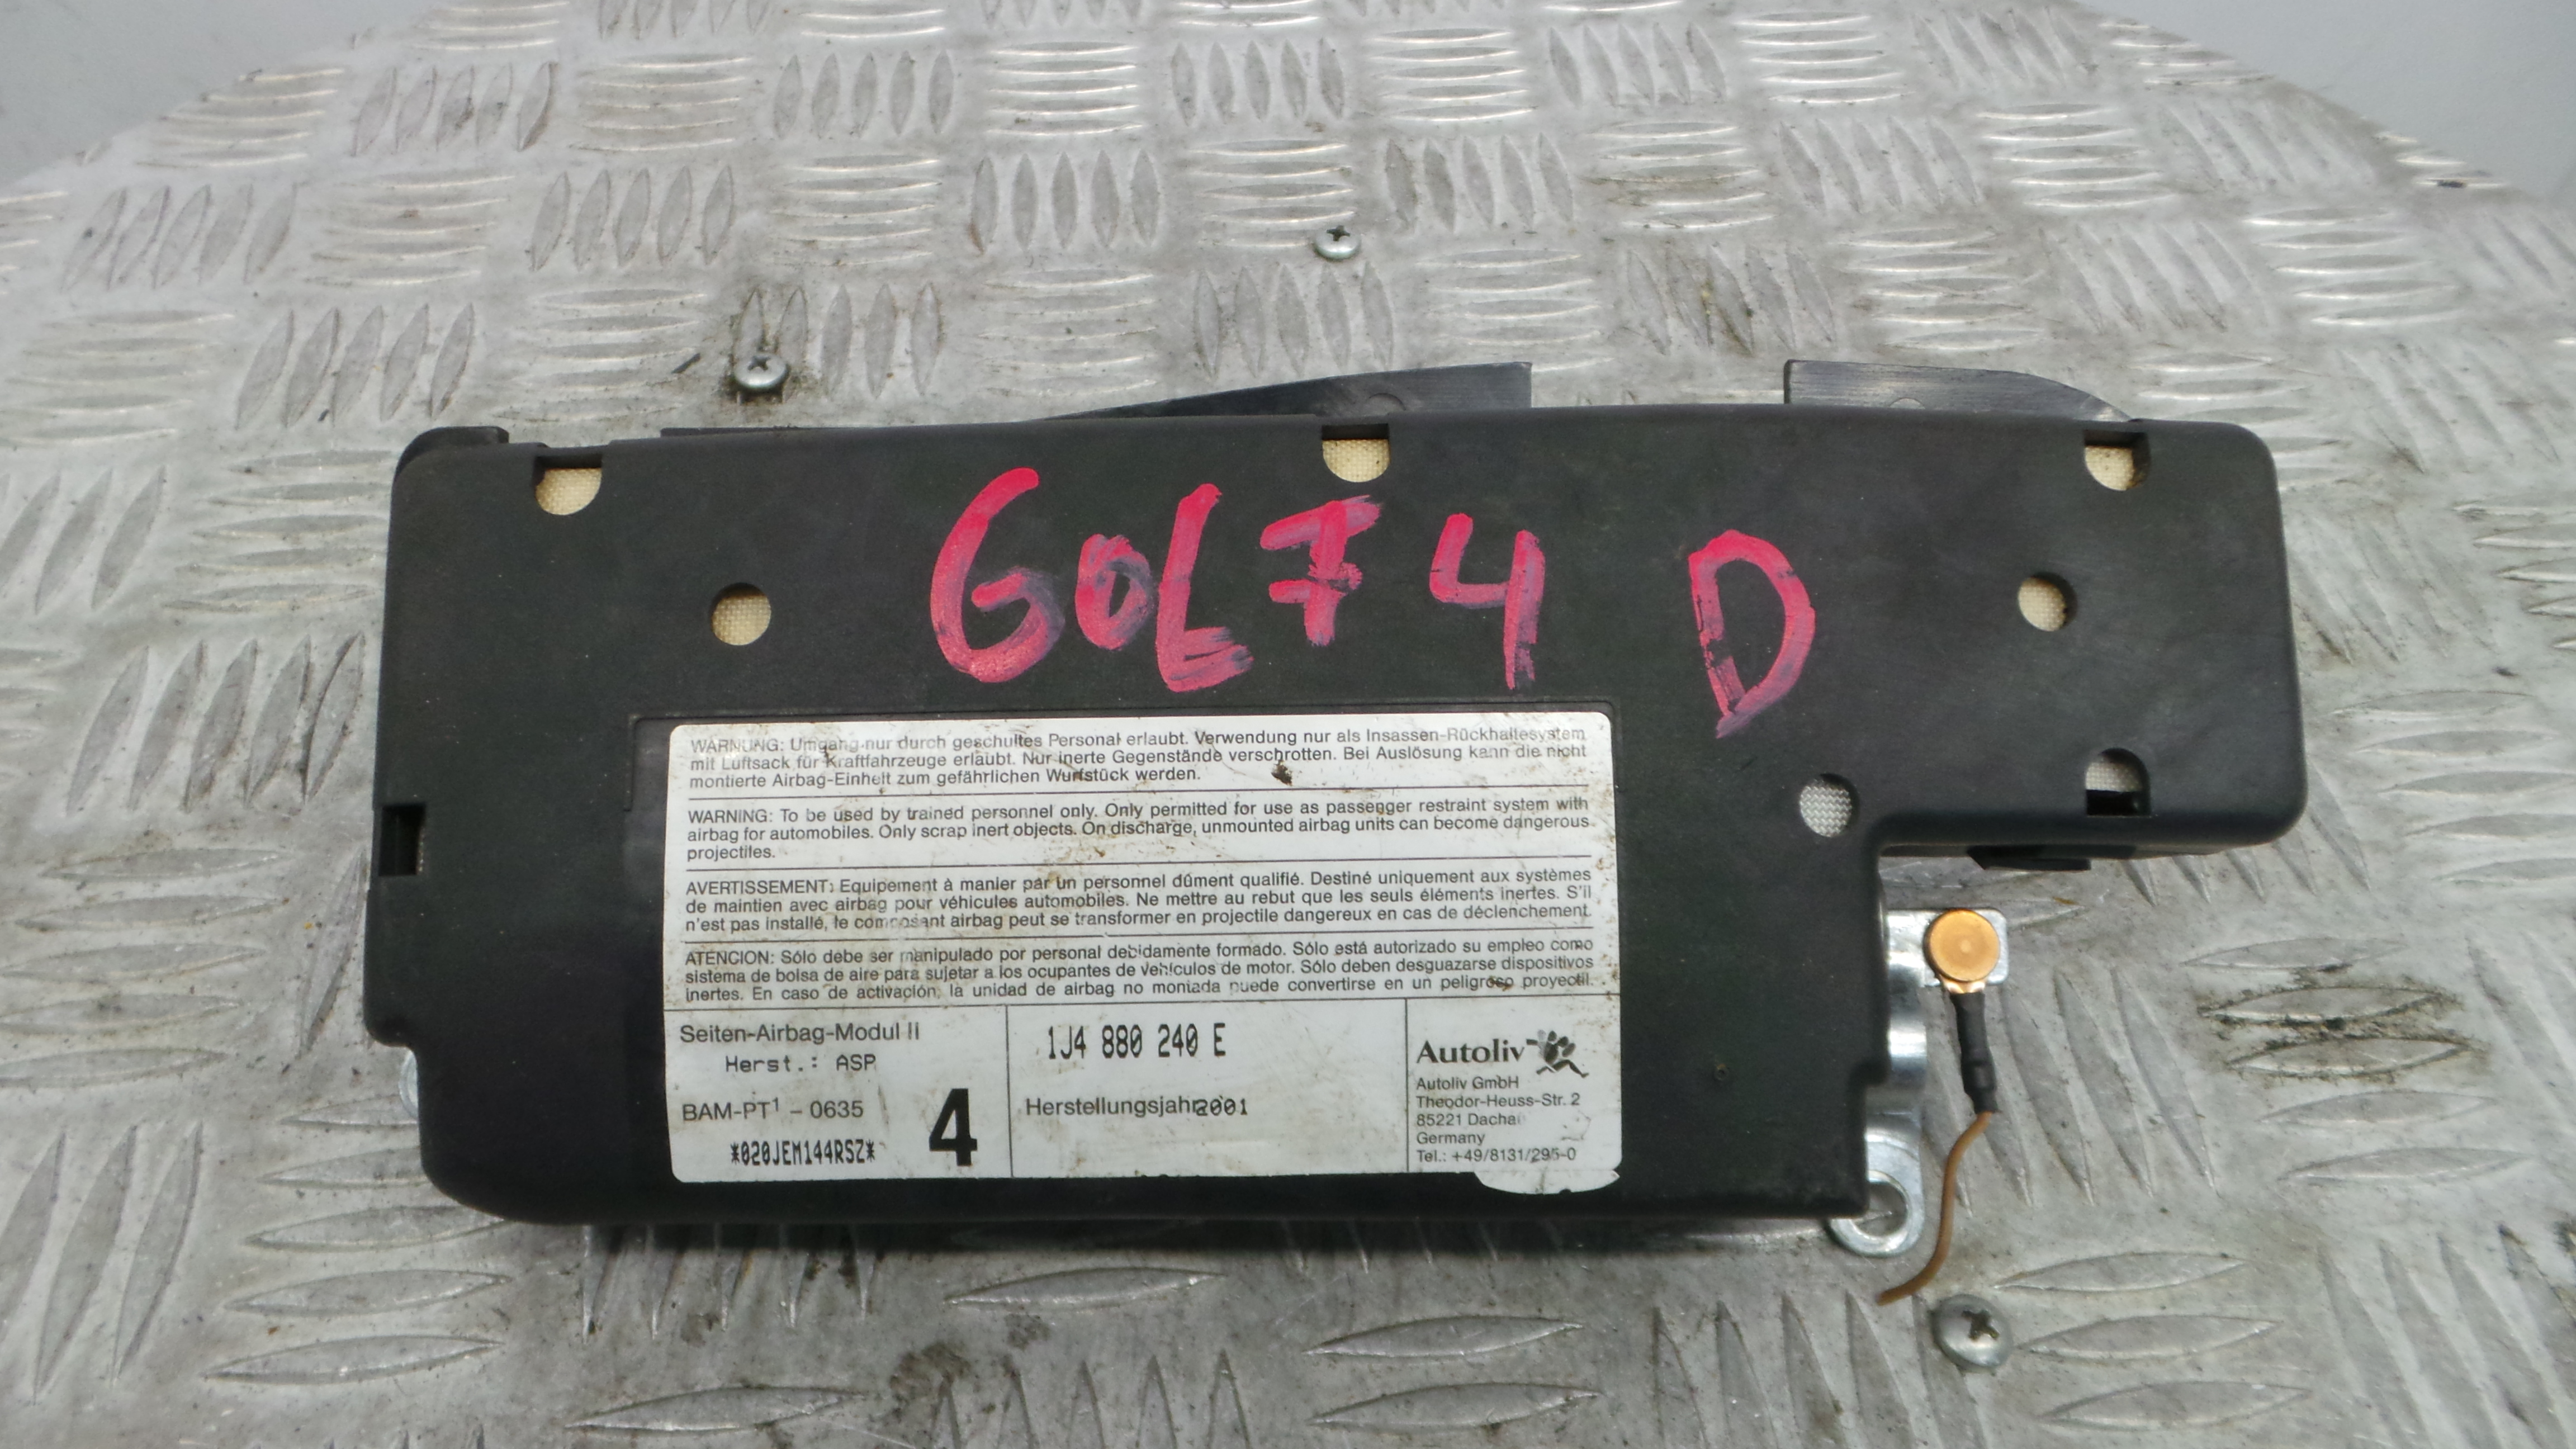 GOLF 4 D
WARNUNG: Umgang nur durch geschultes Personal erlaubt. Verwendung nur als Insassen-Rückhaltesystem
mit Luftsack für Kraftfahrzeuge erlaubt. Nur inerte Gegenstände verschrotten. Bei Auslösung kann die nicht
montierte Airbag-Einheit zum gefährlichen Wurfstück werden.
WARNING: To be used by trained personnel only. Only permitted for use as passenger restraint system with
airbag for automobiles. Only scrap inert objects. On discharge, unmounted airbag units can become dangerous
projectiles.
AVERTISSEMENT: Equipement à manier par un personnel dûment qualifié. Destiné uniquement aux systèmes
de maintien avec airbag pour véhicules automobiles. Ne mettre au rebut que les seuls éléments inertes. S'il
n'est pas installé, le composant airbag peut se transformer en projectile dangereux en cas de déclenchement.
ATENCION: Sólo debe ser manipulado por personal debidamente formado. Sólo está autorizado su empleo como
sistema de bolsa de aire para sujetar a los ocupantes de vehículos de motor. Sólo deben desguazarse dispositivos
inertes. En caso de activación, la unidad de airbag no montada puede convertirse en un peligroso proyectil.
Seiten-Airbag-Modul II
Herst.: ASP
BAM-PT1 - 0635
*020JEM144RSZ*
4
1J4 880 240 E
Herstellungsjahr 2001
Autoliv
Autoliv GmbH
Theodor-Heuss-Str. 2
85221 Dachau
Germany
Tel.: +49/8131/295-0